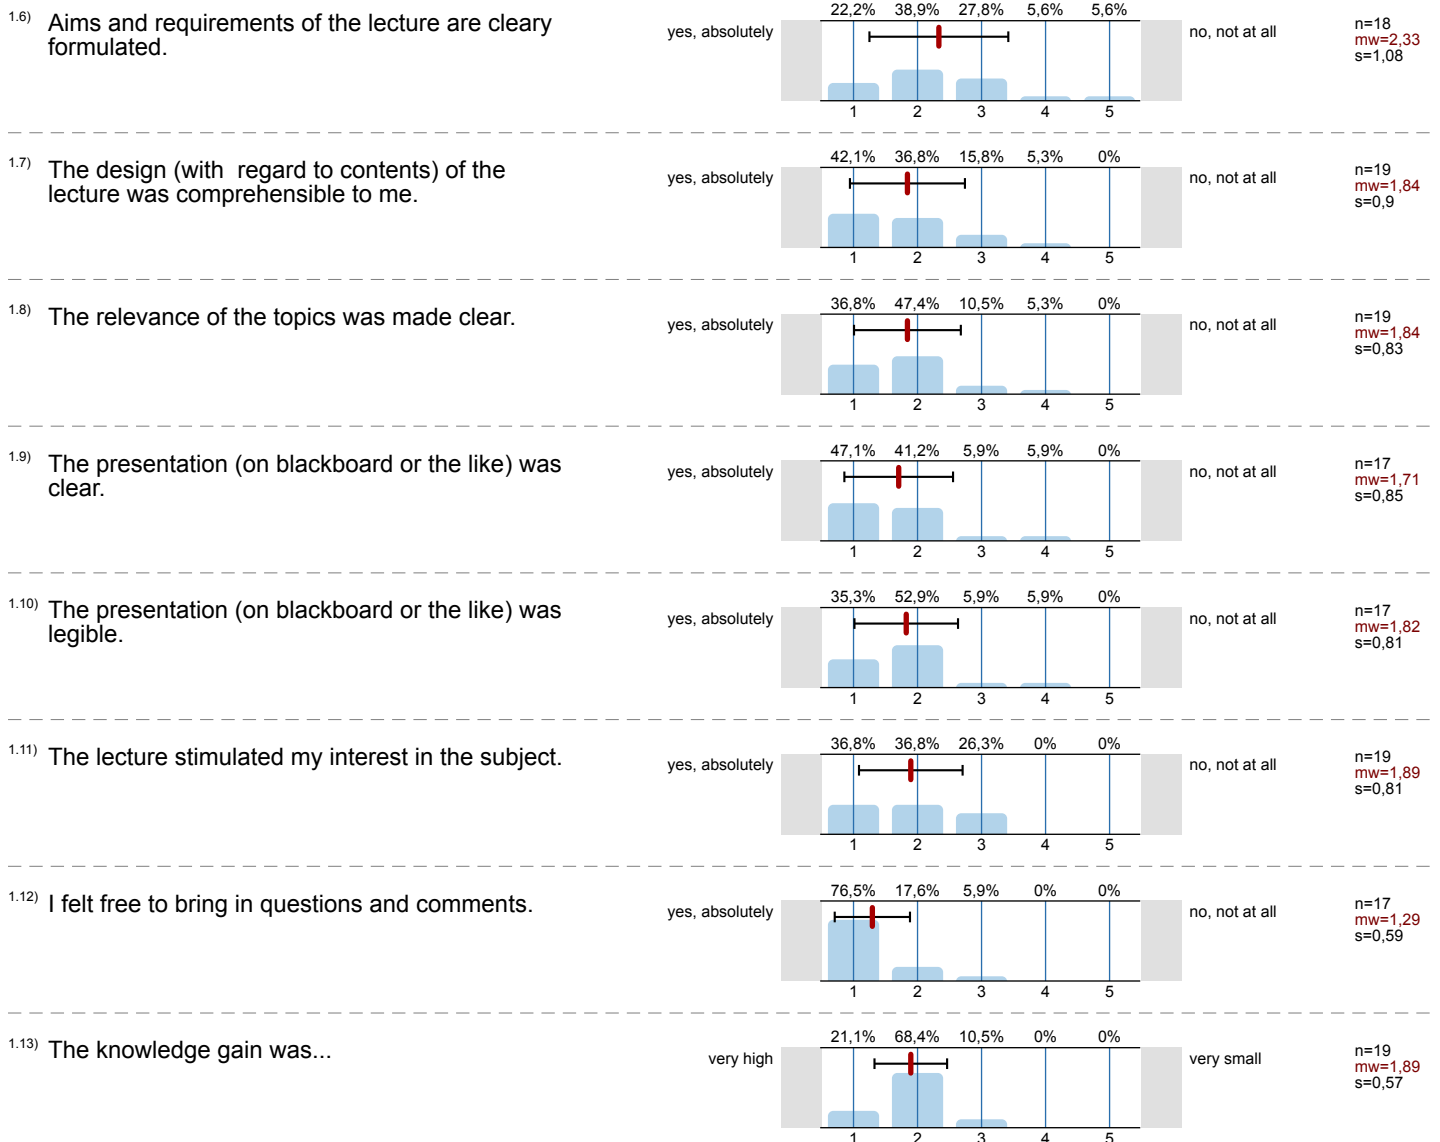 1.6) Aims and requirements of the lecture are cleary
formulated.
yes, absolutely
22,2% 38,9% 27,8% 5,6% 5,6%
1 2 3 4 5
no, not at all
n=18
mw=2,33
s=1,08
1.7) The design (with  regard to contents) of the
lecture was comprehensible to me.
yes, absolutely
42,1% 36,8% 15,8% 5,3% 0%
1 2 3 4 5
no, not at all
n=19
mw=1,84
s=0,9
1.8) The relevance of the topics was made clear.
yes, absolutely
36,8% 47,4% 10,5% 5,3% 0%
1 2 3 4 5
no, not at all
n=19
mw=1,84
s=0,83
1.9) The presentation (on blackboard or the like) was
clear.
yes, absolutely
47,1% 41,2% 5,9% 5,9% 0%
1 2 3 4 5
no, not at all
n=17
mw=1,71
s=0,85
1.10) The presentation (on blackboard or the like) was
legible.
yes, absolutely
35,3% 52,9% 5,9% 5,9% 0%
1 2 3 4 5
no, not at all
n=17
mw=1,82
s=0,81
1.11) The lecture stimulated my interest in the subject.
yes, absolutely
36,8% 36,8% 26,3% 0% 0%
1 2 3 4 5
no, not at all
n=19
mw=1,89
s=0,81
1.12) I felt free to bring in questions and comments.
yes, absolutely
76,5% 17,6% 5,9% 0% 0%
1 2 3 4 5
no, not at all
n=17
mw=1,29
s=0,59
1.13) The knowledge gain was...
very high
21,1% 68,4% 10,5% 0% 0%
1 2 3 4 5
very small
n=19
mw=1,89
s=0,57